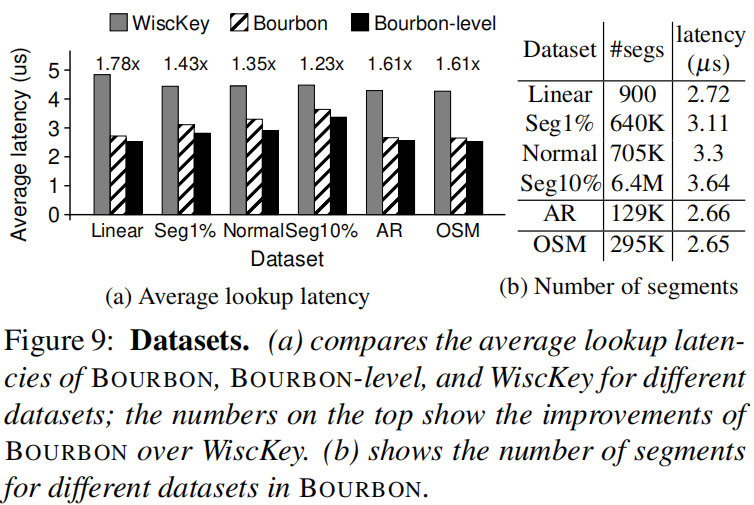 WiscKey Bourbon Bourbon-level
Average latency (us)
5
4
3
2
1
0
1.78x 1.43x 1.35x 1.23x 1.61x 1.61x
Linear Seg1% Normal Seg10% AR OSM
Dataset
(a) Average lookup latency
Dataset #segs latency (μs)
Linear 900 2.72
Seg1% 640K 3.11
Normal 705K 3.3
Seg10% 6.4M 3.64
AR 129K 2.66
OSM 295K 2.65
(b) Number of segments
Figure 9: Datasets. (a) compares the average lookup laten-
cies of BOURBON, BOURBON-level, and WiscKey for different
datasets; the numbers on the top show the improvements of
BOURBON over WiscKey. (b) shows the number of segments
for different datasets in BOURBON.